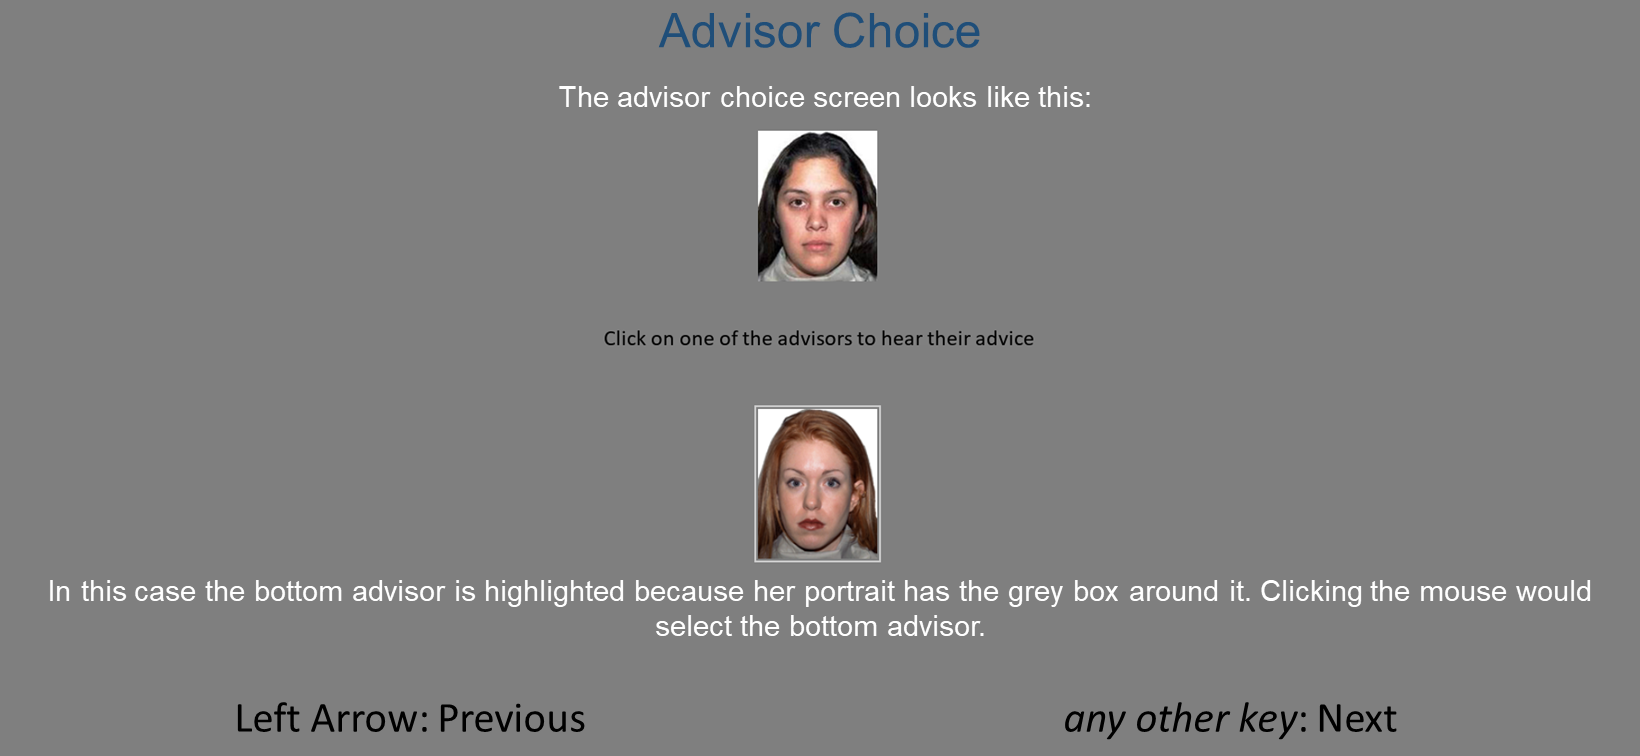 Advisor Choice
The advisor choice screen looks like this:
Click on one of the advisors to hear their advice
In this case the bottom advisor is highlighted because her portrait has the grey box around it. Clicking the mouse would
select the bottom advisor.
Left Arrow: Previous
any other key: Next